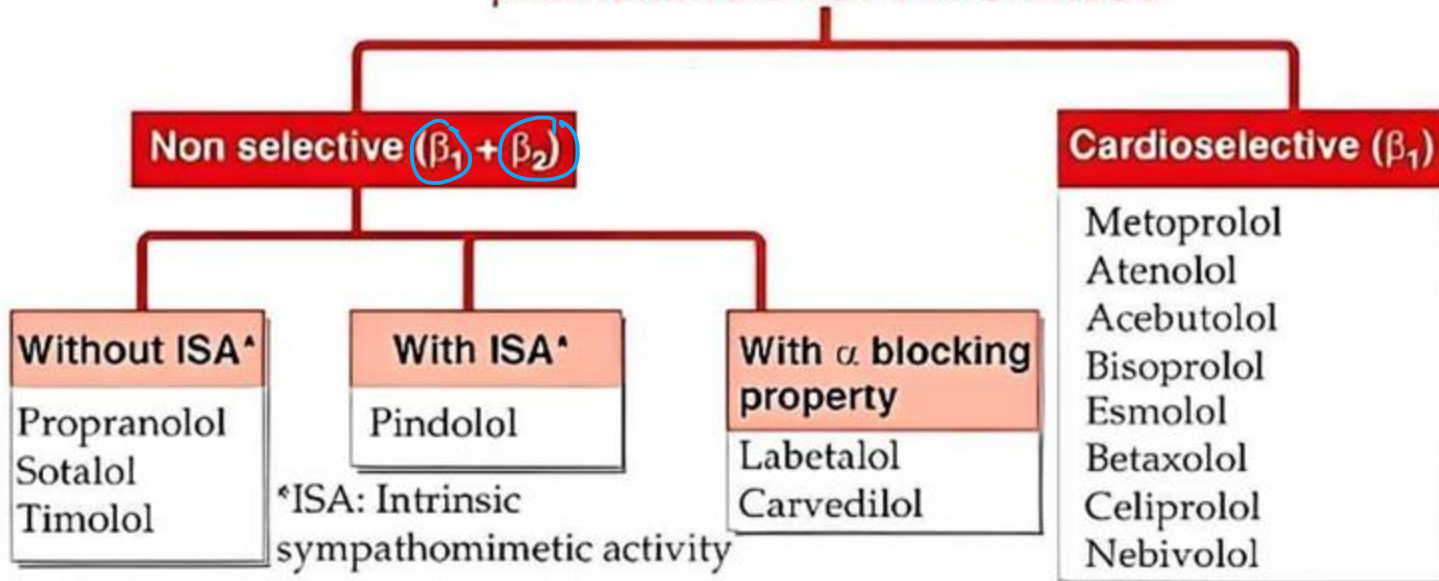 Non selective (β₁ + β₂)
Cardioselective (β₁)
Without ISA*
Propranolol
Sotalol
Timolol
With ISA*
Pindolol
*ISA: Intrinsic
sympathomimetic activity
With α blocking
property
Labetalol
Carvedilol
Metoprolol
Atenolol
Acebutolol
Bisoprolol
Esmolol
Betaxolol
Celiprolol
Nebivolol